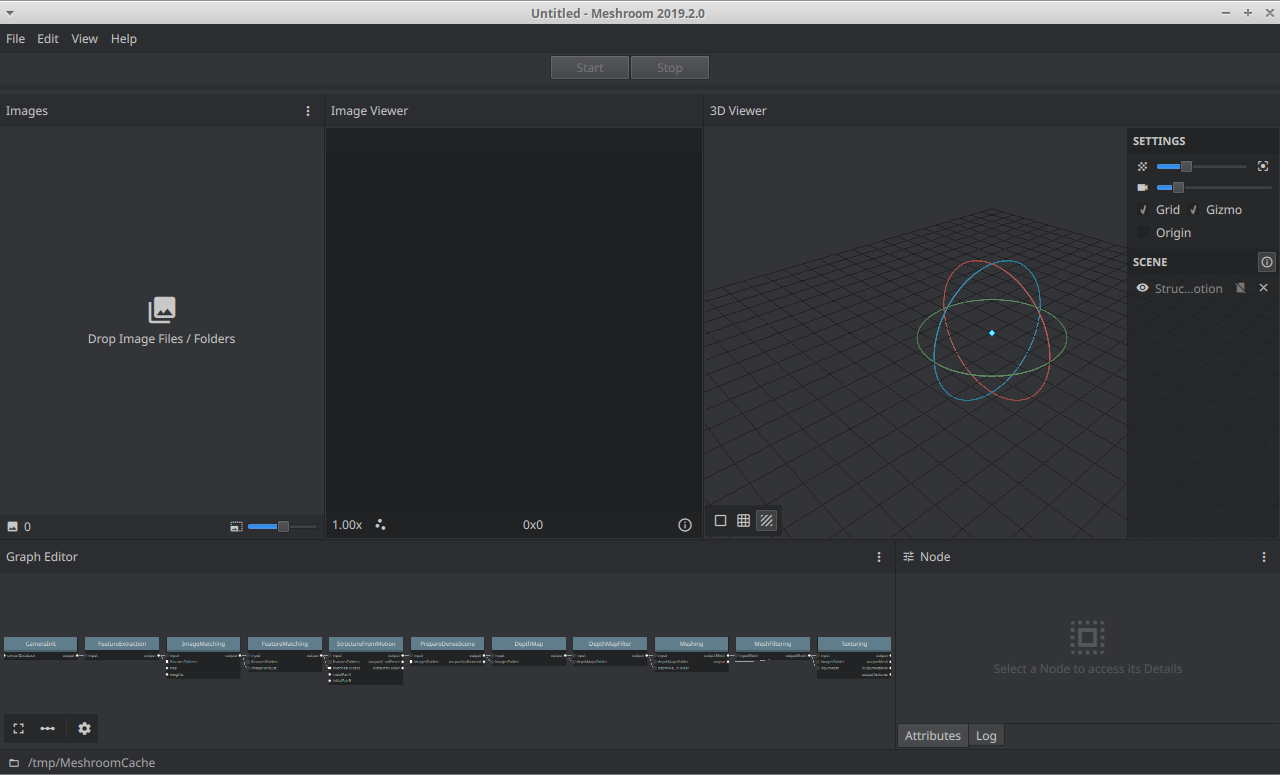 Untitled - Meshroom 2019.2.0
File Edit View Help
Start Stop
Images
Image Viewer
3D Viewer
SETTINGS
Grid Gizmo
Origin
SCENE
Struc...otion
Drop Image Files / Folders
0
1.00x 0x0
Graph Editor
Node
CameraInit FeatureExtraction ImageMatching FeatureMatching StructureFromMotion PrepareDenseScene DepthMap DepthMapFilter Meshing MeshFiltering Texturing
Select a Node to access its Details
Attributes Log
/tmp/MeshroomCache